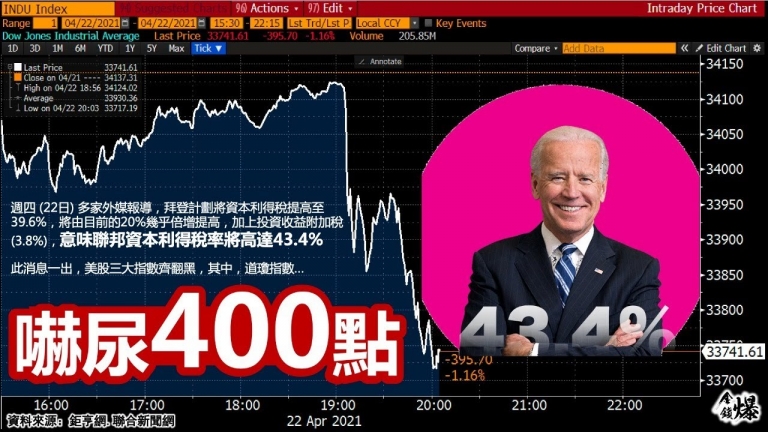 INDU Index
98) Suggested Charts
96) Actions
97) Edit
Intraday Price Chart
Range 1 04/22/2021 - 04/22/2021 15:30 - 22:15 Lst Trd/Lst P Local CCY Key Events
Dow Jones Industrial Average Last Price 33741.61 -395.70 -1.16% Volume 205.85M
1D 3D 1M 6M YTD 1Y 5Y Max Tick Compare Add Data Edit Chart
Annotate
Last Price 33741.61
Close on 04/21 ---- 34137.31
High on 04/22 18:56 34124.02
Average 33930.36
Low on 04/22 20:03 33717.19
34150
34100
34050
34000
33950
33900
33850
33800
33741.61
33700
週四 (22日) 多家外媒報導，拜登計劃將資本利得稅提高至
39.6%，將由目前的20%幾乎倍增提高，加上投資收益附加稅
(3.8%)，意味聯邦資本利得稅率將高達43.4%
此消息一出，美股三大指數齊翻黑，其中，道瓊指數...
嚇尿400點
43.4%
-395.70
-1.16%
16:00 17:00 18:00 19:00 20:00 21:00 22:00
22 Apr 2021
資料來源：鉅亨網.聯合新聞網
金錢爆